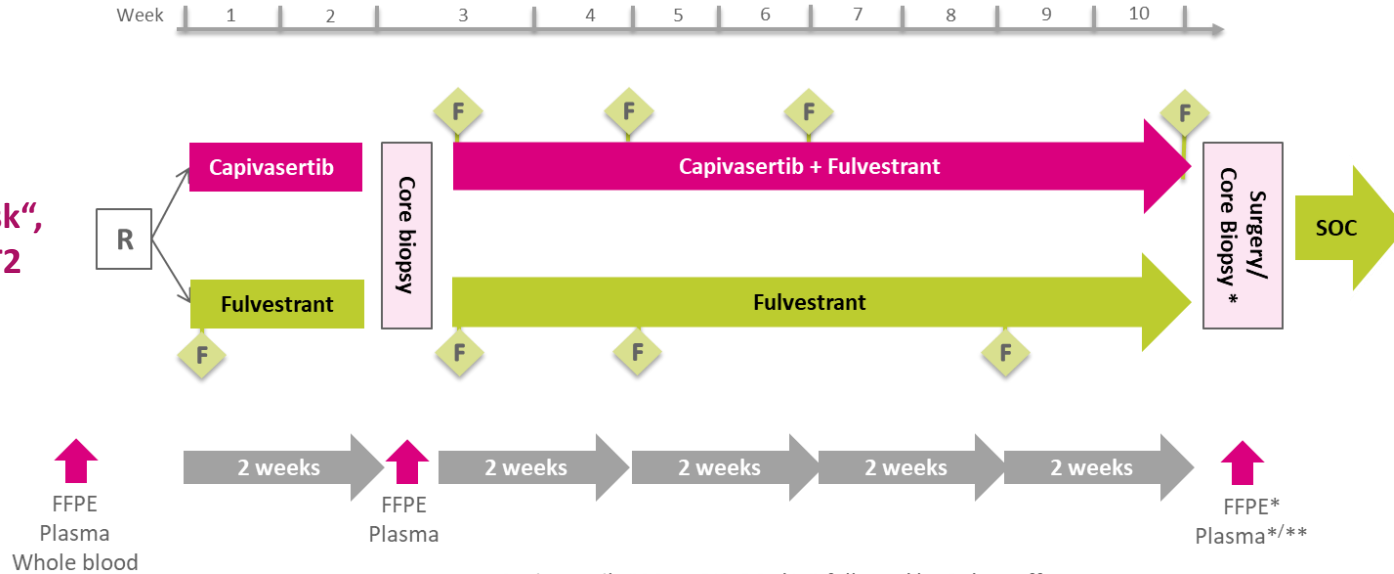 Week 1 2 3 4 5 6 7 8 9 10
F F F F
Capivasertib
Capivasertib + Fulvestrant
sk“,
R
T2
Core biopsy
Surgery/
Core Biopsy *
SOC
Fulvestrant
Fulvestrant
F F F F
2 weeks 2 weeks 2 weeks 2 weeks 2 weeks
FFPE
Plasma
Whole blood
FFPE
Plasma
FFPE*
Plasma*/**